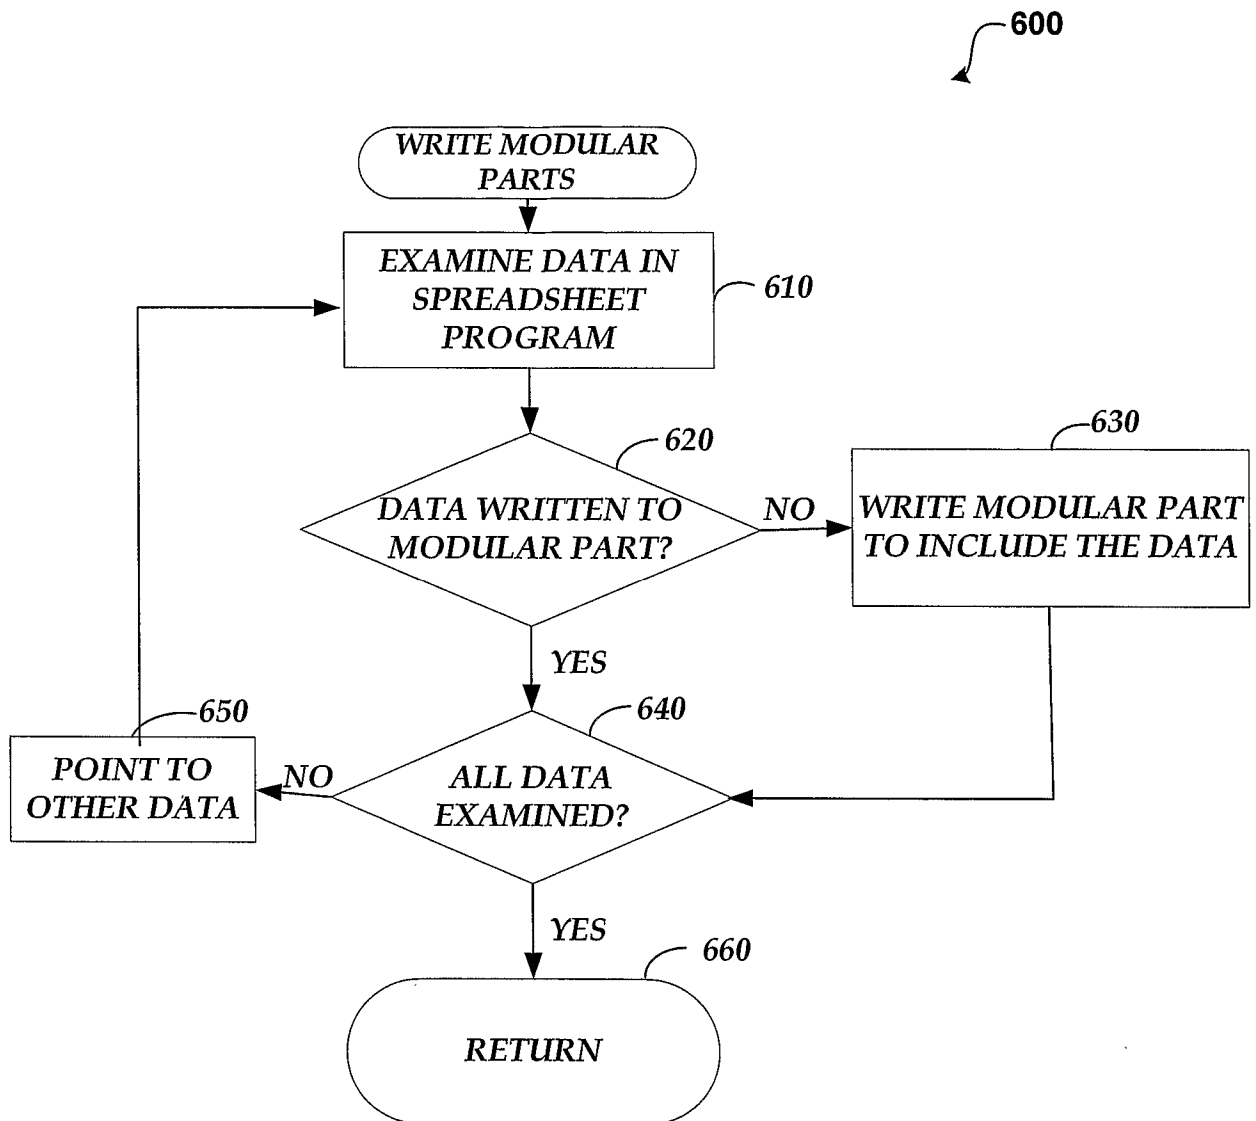 600
WRITE MODULAR
PARTS
EXAMINE DATA IN
SPREADSHEET
PROGRAM
610
620
DATA WRITTEN TO
MODULAR PART?
NO
630
WRITE MODULAR PART
TO INCLUDE THE DATA
YES
640
ALL DATA
EXAMINED?
NO
650
POINT TO
OTHER DATA
YES
660
RETURN